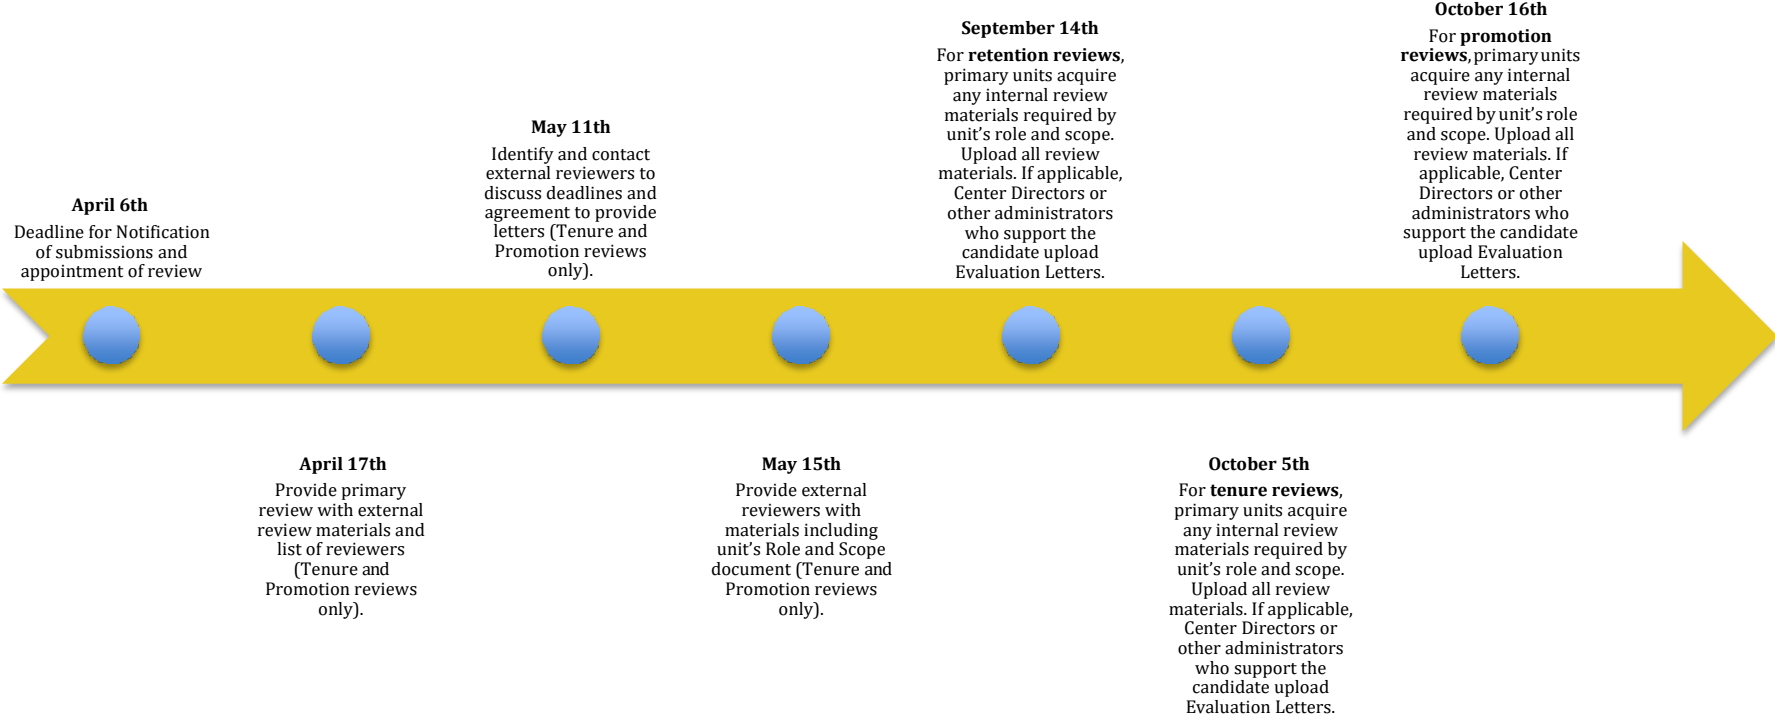 April 6th
Deadline for Notification
of submissions and
appointment of review
April 17th
Provide primary
review with external
review materials and
list of reviewers
(Tenure and
Promotion reviews
only).
May 11th
Identify and contact
external reviewers to
discuss deadlines and
agreement to provide
letters (Tenure and
Promotion reviews
only).
May 15th
Provide external
reviewers with
materials including
unit’s Role and Scope
document (Tenure and
Promotion reviews
only).
September 14th
For retention reviews,
primary units acquire
any internal review
materials required by
unit’s role and scope.
Upload all review
materials. If applicable,
Center Directors or
other administrators
who support the
candidate upload
Evaluation Letters.
October 5th
For tenure reviews,
primary units acquire
any internal review
materials required by
unit’s role and scope.
Upload all review
materials. If applicable,
Center Directors or
other administrators
who support the
candidate upload
Evaluation Letters.
October 16th
For promotion
reviews, primary units
acquire any internal
review materials
required by unit’s role
and scope. Upload all
review materials. If
applicable, Center
Directors or other
administrators who
support the candidate
upload Evaluation
Letters.